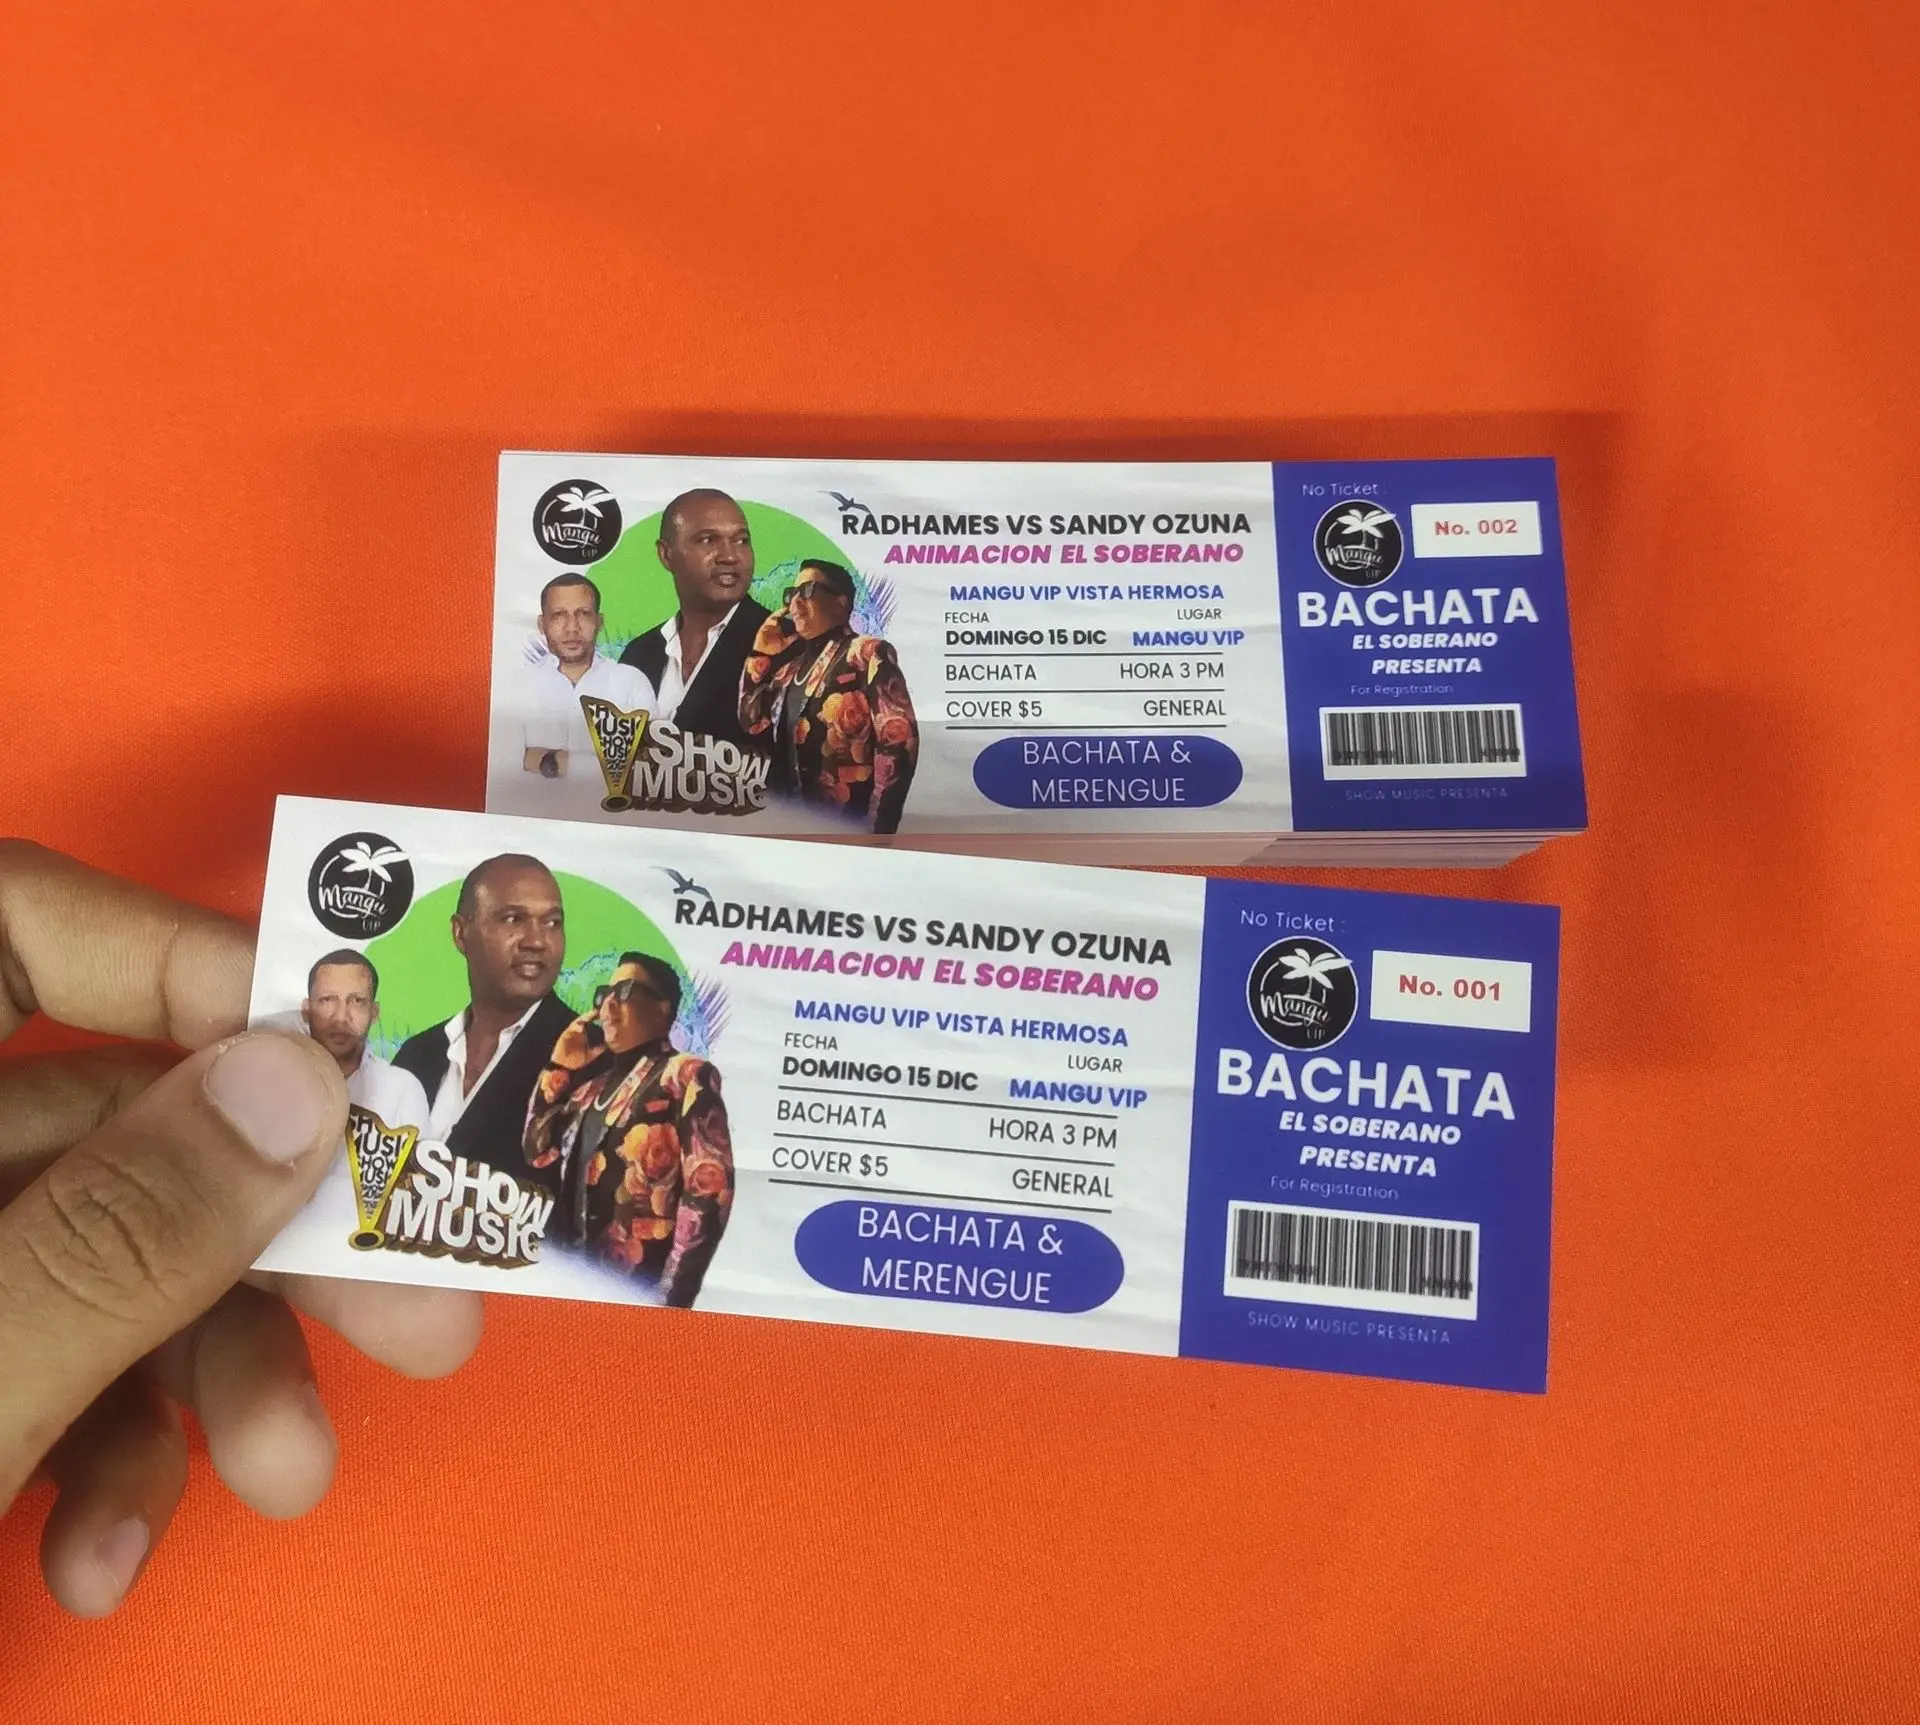 Mangu
VIP
RADHAMES VS SANDY OZUNA
ANIMACION EL SOBERANO
MANGU VIP VISTA HERMOSA
FECHA LUGAR
DOMINGO 15 DIC MANGU VIP
BACHATA HORA 3 PM
COVER $5 GENERAL
BACHATA &
MERENGUE
SHOW
MUSIC
No Ticket :
No. 002
Mangu
VIP
BACHATA
EL SOBERANO
PRESENTA
For Registration
SHOW MUSIC PRESENTA
Mangu
VIP
RADHAMES VS SANDY OZUNA
ANIMACION EL SOBERANO
MANGU VIP VISTA HERMOSA
FECHA LUGAR
DOMINGO 15 DIC MANGU VIP
BACHATA HORA 3 PM
COVER $5 GENERAL
BACHATA &
MERENGUE
SHOW
MUSIC
No Ticket :
No. 001
Mangu
VIP
BACHATA
EL SOBERANO
PRESENTA
For Registration
SHOW MUSIC PRESENTA